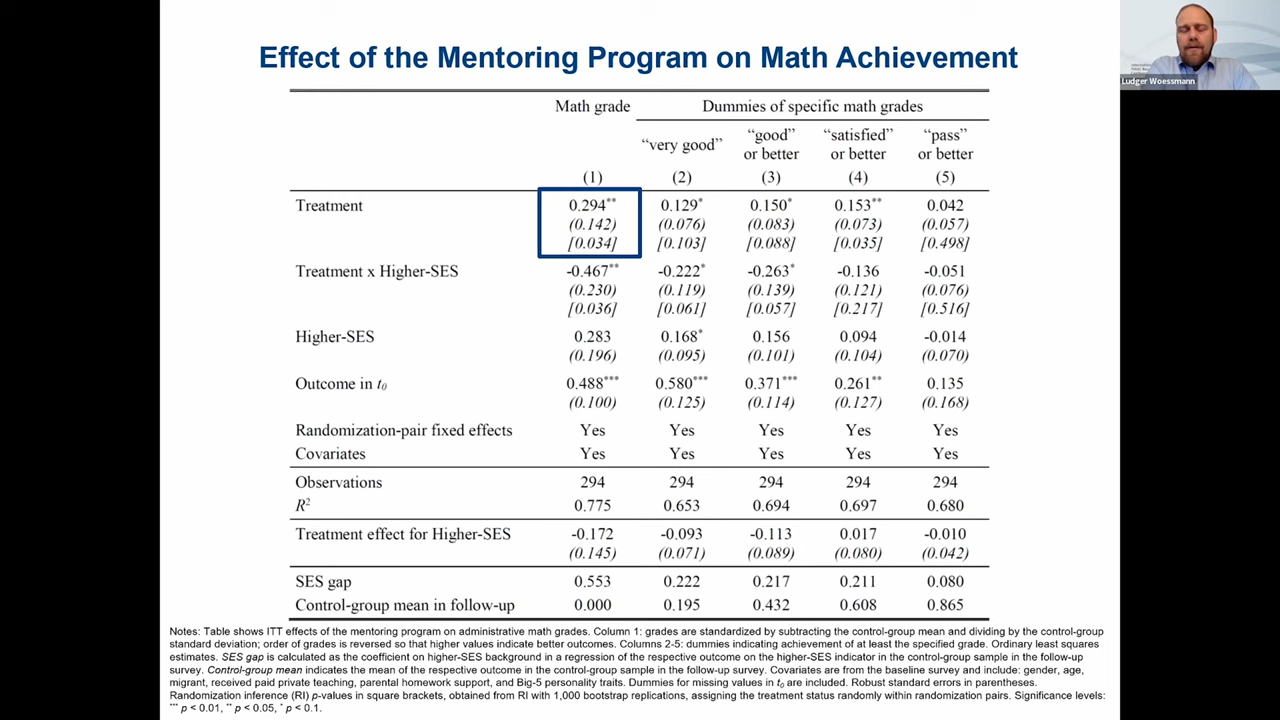 Effect of the Mentoring Program on Math Achievement
Math grade Dummies of specific math grades
“very good” “good” or better “satisfied” or better “pass” or better
(1) (2) (3) (4) (5)
Treatment 0.294** 0.129* 0.150* 0.153** 0.042
(0.142) (0.076) (0.083) (0.073) (0.057)
[0.034] [0.103] [0.088] [0.035] [0.498]
Treatment x Higher-SES -0.467** -0.222* -0.263* -0.136 -0.051
(0.230) (0.119) (0.139) (0.121) (0.076)
[0.036] [0.061] [0.057] [0.217] [0.516]
Higher-SES 0.283 0.168* 0.156 0.094 -0.014
(0.196) (0.095) (0.101) (0.104) (0.070)
Outcome in t0 0.488*** 0.580*** 0.371*** 0.261** 0.135
(0.100) (0.125) (0.114) (0.127) (0.168)
Randomization-pair fixed effects Yes Yes Yes Yes Yes
Covariates Yes Yes Yes Yes Yes
Observations 294 294 294 294 294
R2 0.775 0.653 0.694 0.697 0.680
Treatment effect for Higher-SES -0.172 -0.093 -0.113 0.017 -0.010
(0.145) (0.071) (0.089) (0.080) (0.042)
SES gap 0.553 0.222 0.217 0.211 0.080
Control-group mean in follow-up 0.000 0.195 0.432 0.608 0.865
Notes: Table shows ITT effects of the mentoring program on administrative math grades. Column 1: grades are standardized by subtracting the control-group mean and dividing by the control-group
standard deviation; order of grades is reversed so that higher values indicate better outcomes. Columns 2-5: dummies indicating achievement of at least the specified grade. Ordinary least squares
estimates. SES gap is calculated as the coefficient on higher-SES background in a regression of the respective outcome on the higher-SES indicator in the control-group sample in the follow-up
survey. Control-group mean indicates the mean of the respective outcome in the control-group sample in the follow-up survey. Covariates are from the baseline survey and include: gender, age,
migrant, received paid private teaching, parental homework support, and Big-5 personality traits. Dummies for missing values in t0 are included. Robust standard errors in parentheses.
Randomization inference (RI) p-values in square brackets, obtained from RI with 1,000 bootstrap replications, assigning the treatment status randomly within randomization pairs. Significance levels:
*** p < 0.01, ** p < 0.05, * p < 0.1.
Ludger Woessmann